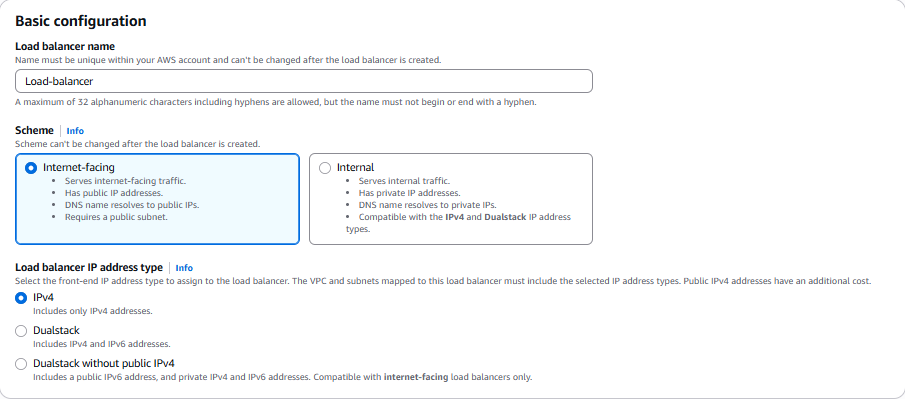 Basic configuration
Load balancer name
Name must be unique within your AWS account and can't be changed after the load balancer is created.
Load-balancer
A maximum of 32 alphanumeric characters including hyphens are allowed, but the name must not begin or end with a hyphen.
Scheme | Info
Scheme can't be changed after the load balancer is created.
Internet-facing
• Serves internet-facing traffic.
• Has public IP addresses.
• DNS name resolves to public IPs.
• Requires a public subnet.
Internal
• Serves internal traffic.
• Has private IP addresses.
• DNS name resolves to private IPs.
• Compatible with the IPv4 and Dualstack IP address
types.
Load balancer IP address type | Info
Select the front-end IP address type to assign to the load balancer. The VPC and subnets mapped to this load balancer must include the selected IP address types. Public IPv4 addresses have an additional cost.
IPv4
Includes only IPv4 addresses.
Dualstack
Includes IPv4 and IPv6 addresses.
Dualstack without public IPv4
Includes a public IPv6 address, and private IPv4 and IPv6 addresses. Compatible with internet-facing load balancers only.